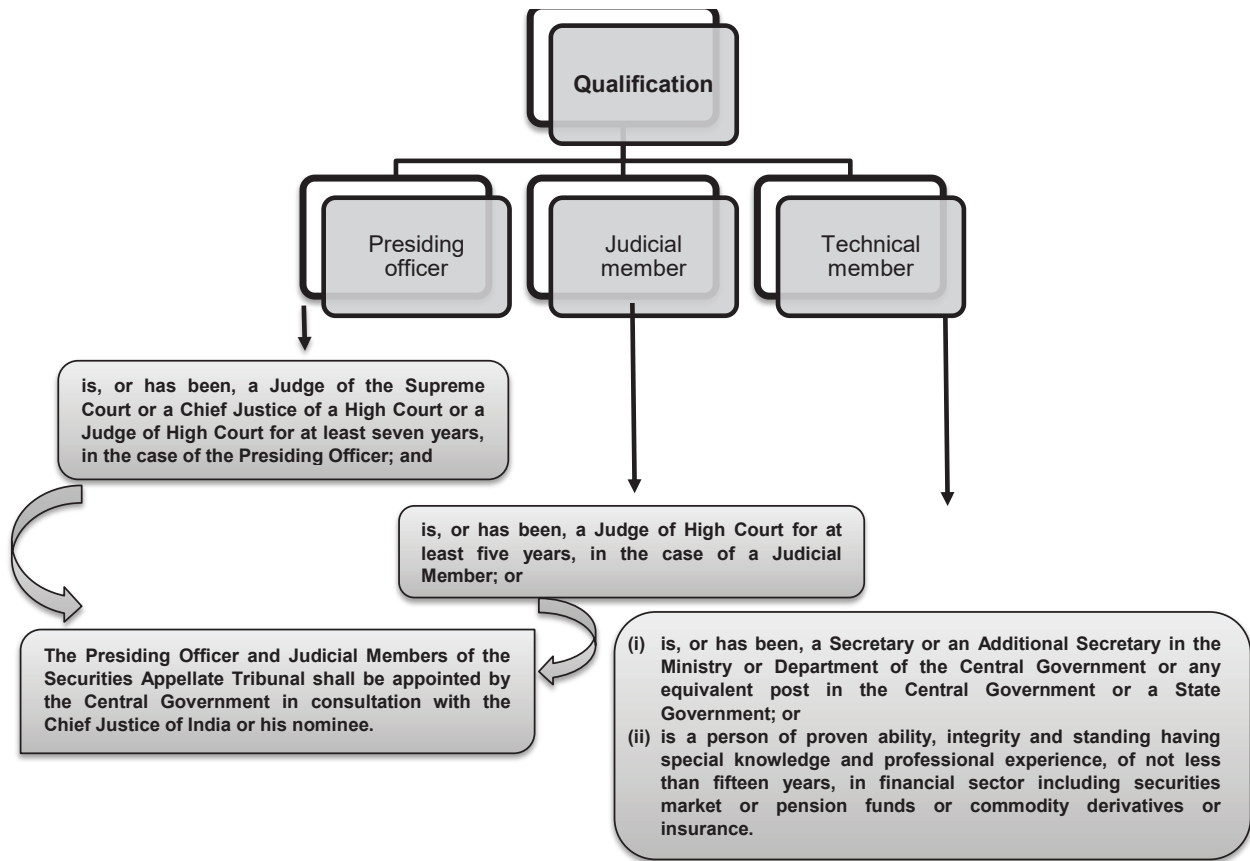 Qualification
Presiding
officer
Judicial
member
Technical
member
is, or has been, a Judge of the Supreme
Court or a Chief Justice of a High Court or a
Judge of High Court for at least seven years,
in the case of the Presiding Officer; and
is, or has been, a Judge of High Court for at
least five years, in the case of a Judicial
Member; or
The Presiding Officer and Judicial Members of the
Securities Appellate Tribunal shall be appointed by
the Central Government in consultation with the
Chief Justice of India or his nominee.
(i) is, or has been, a Secretary or an Additional Secretary in the
Ministry or Department of the Central Government or any
equivalent post in the Central Government or a State
Government; or
(ii) is a person of proven ability, integrity and standing having
special knowledge and professional experience, of not less
than fifteen years, in financial sector including securities
market or pension funds or commodity derivatives or
insurance.